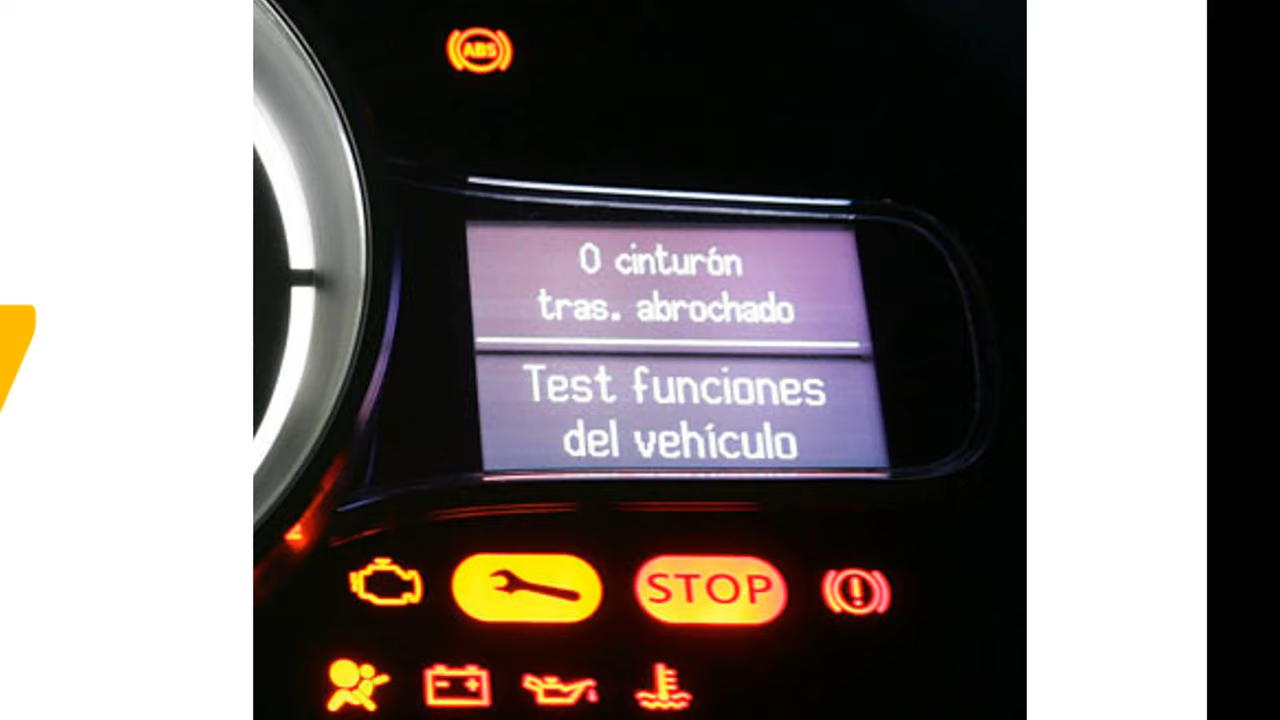 ABS
0 cinturón
tras. abrochado
Test funciones
del vehículo
STOP